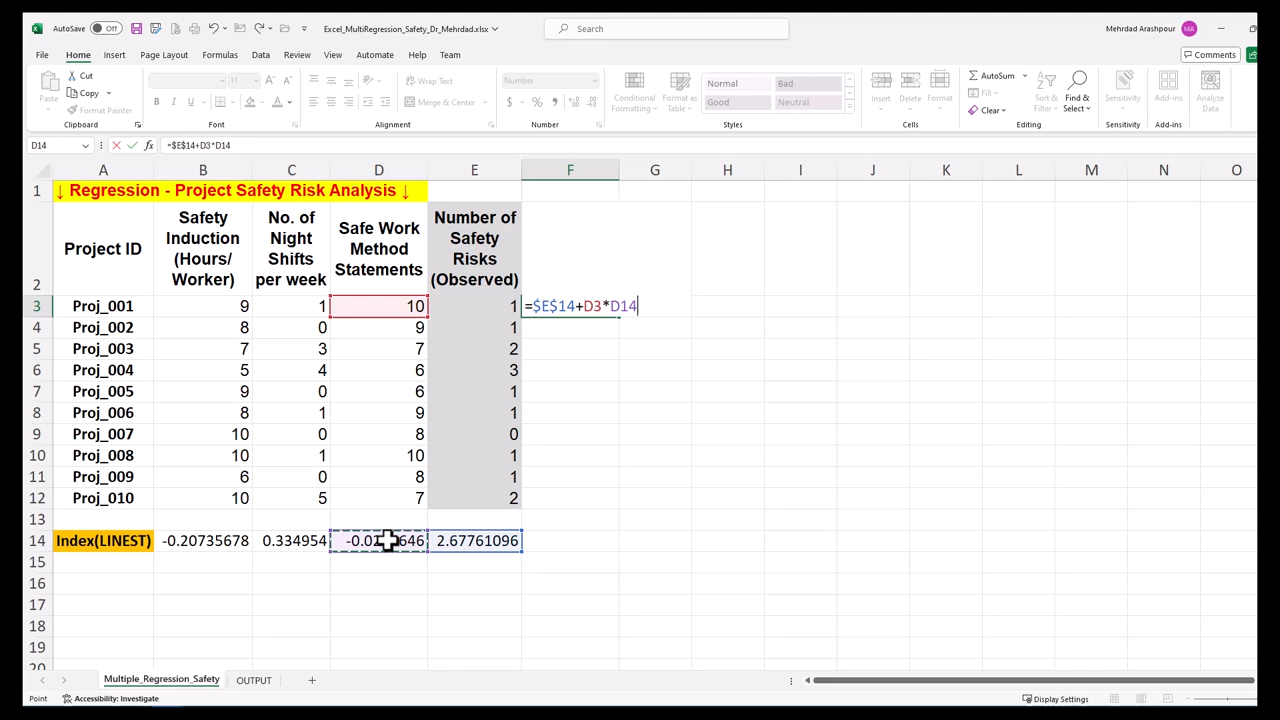 AutoSave Off Excel_MultiRegression_Safety_Dr_Mehrdad.xlsx Search Mehrdad Arashpour MA
File Home Insert Page Layout Formulas Data Review View Automate Help Team Comments
Paste Cut Copy Format Painter
11 Wrap Text Merge & Center Number
Conditional Formatting Format as Table Normal Bad Good Neutral
Insert Delete Format AutoSum Fill Clear Sort & Filter Find & Select Sensitivity Add-ins Analyze Data
Clipboard Font Alignment Number Styles Cells Editing Sensitivity Add-ins
D14 fx =$E$14+D3*D14
A B C D E F G H I J K L M N O
1 ↓ Regression - Project Safety Risk Analysis ↓
2 Project ID
Safety Induction (Hours/ Worker)
No. of Night Shifts per week
Safe Work Method Statements
Number of Safety Risks (Observed)
3 Proj_001 9 1 10 1 =$E$14+D3*D14
4 Proj_002 8 0 9 1
5 Proj_003 7 3 7 2
6 Proj_004 5 4 6 3
7 Proj_005 9 0 6 1
8 Proj_006 8 1 9 1
9 Proj_007 10 0 8 0
10 Proj_008 10 1 10 1
11 Proj_009 6 0 8 1
12 Proj_010 10 5 7 2
13
14 Index(LINEST) -0.20735678 0.334954 2.67761096
15
16
17
18
19
20
Multiple_Regression_Safety OUTPUT
Point Accessibility: Investigate Display Settings